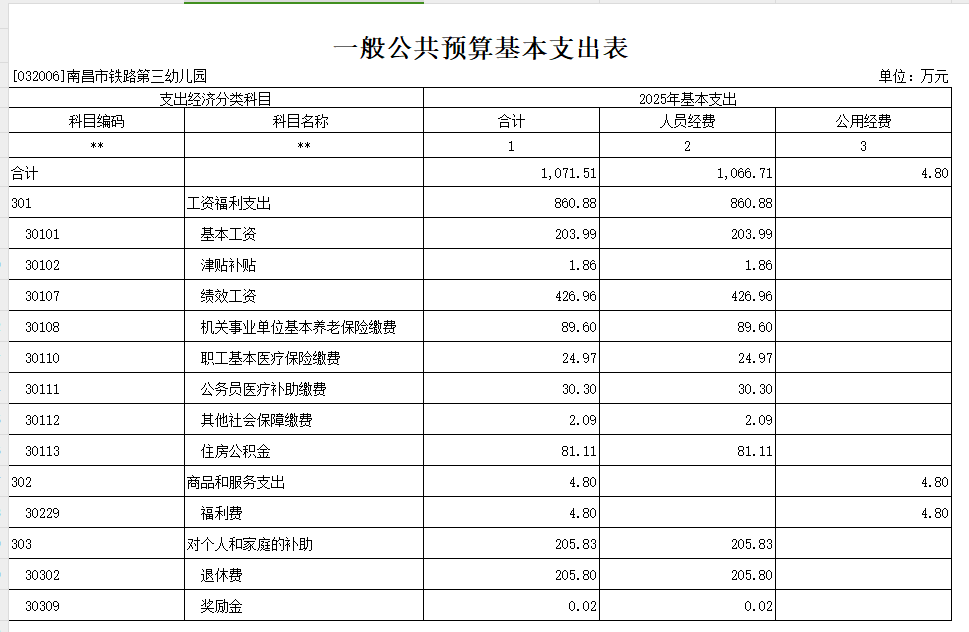 一般公共预算基本支出表
[032006]南昌市铁路第三幼儿园 单位：万元
支出经济分类科目 2025年基本支出
科目编码 科目名称 合计 人员经费 公用经费
** ** 1 2 3
合计 1,071.51 1,066.71 4.80
301 工资福利支出 860.88 860.88
30101 基本工资 203.99 203.99
30102 津贴补贴 1.86 1.86
30107 绩效工资 426.96 426.96
30108 机关事业单位基本养老保险缴费 89.60 89.60
30110 职工基本医疗保险缴费 24.97 24.97
30111 公务员医疗补助缴费 30.30 30.30
30112 其他社会保障缴费 2.09 2.09
30113 住房公积金 81.11 81.11
302 商品和服务支出 4.80 4.80
30229 福利费 4.80 4.80
303 对个人和家庭的补助 205.83 205.83
30302 退休费 205.80 205.80
30309 奖励金 0.02 0.02